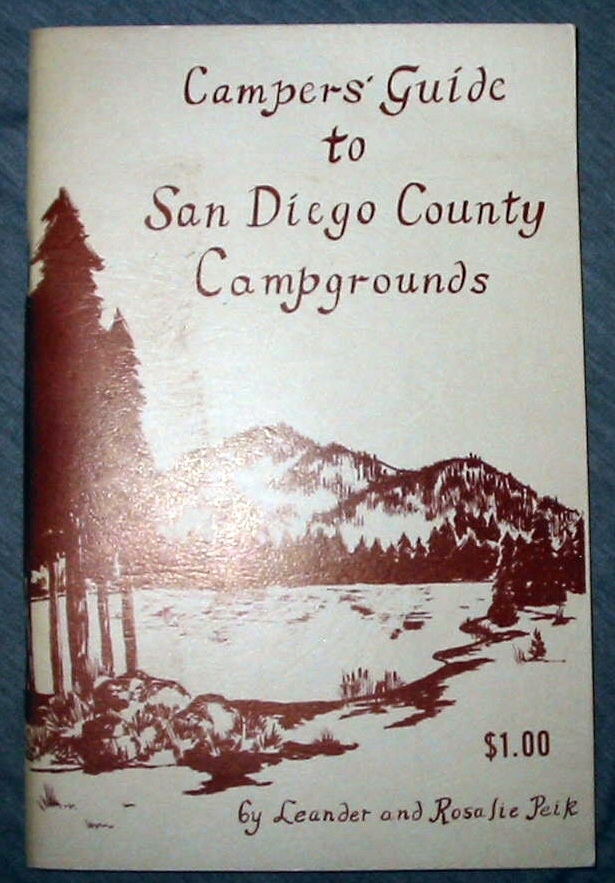 Campers' Guide
to
San Diego County
Campgrounds
$1.00
by Leander and Rosalie Peik